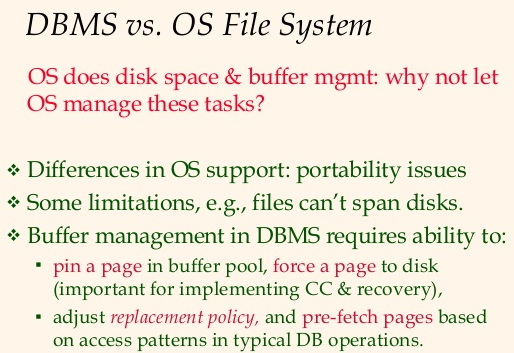 DBMS vs. OS File System
OS does disk space & buffer mgmt: why not let
OS manage these tasks?
❖ Differences in OS support: portability issues
❖ Some limitations, e.g., files can't span disks.
❖ Buffer management in DBMS requires ability to:
▪ pin a page in buffer pool, force a page to disk
(important for implementing CC & recovery),
▪ adjust replacement policy, and pre-fetch pages based
on access patterns in typical DB operations.